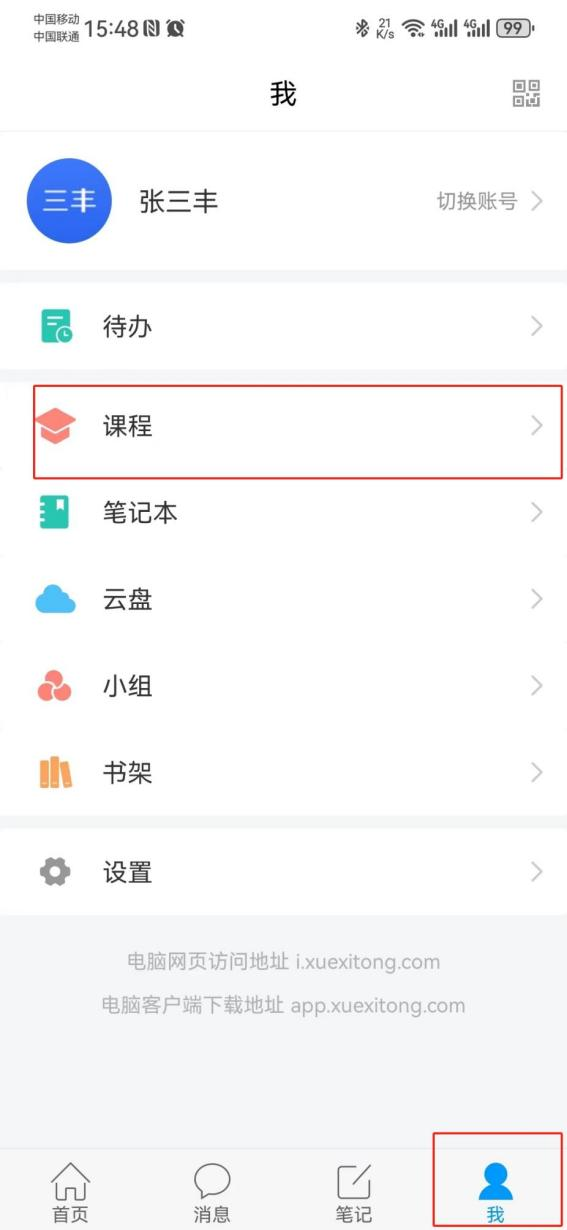 中国移动
中国联通
15:48
21
K/s
4G
4G
99
我
三丰
张三丰
切换账号
待办
课程
笔记本
云盘
小组
书架
设置
电脑网页访问地址 i.xuexitong.com
电脑客户端下载地址 app.xuexitong.com
首页
消息
笔记
我